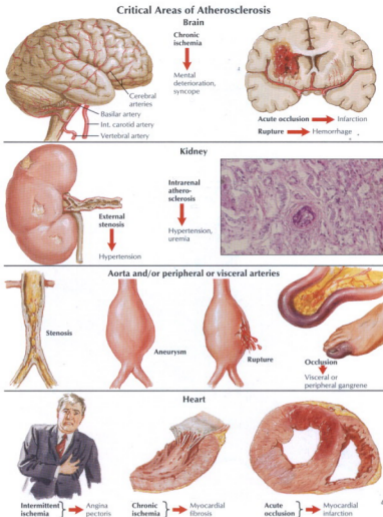 Critical Areas of Atherosclerosis
Brain
Chronic
ischemia
Mental
deterioration,
syncope
Cerebral
arteries
Basilar artery
Int. carotid artery
Vertebral artery
Acute occlusion Infarction
Rupture Hemorrhage
Kidney
External
stenosis
Hypertension
Intrarenal
athero-
sclerosis
Hypertension,
uremia
Aorta and/or peripheral or visceral arteries
Stenosis
Aneurysm
Rupture
Occlusion
Visceral or
peripheral gangrene
Heart
Intermittent
ischemia
Angina
pectoris
Chronic
ischemia
Myocardial
fibrosis
Acute
occlusion
Myocardial
infarction